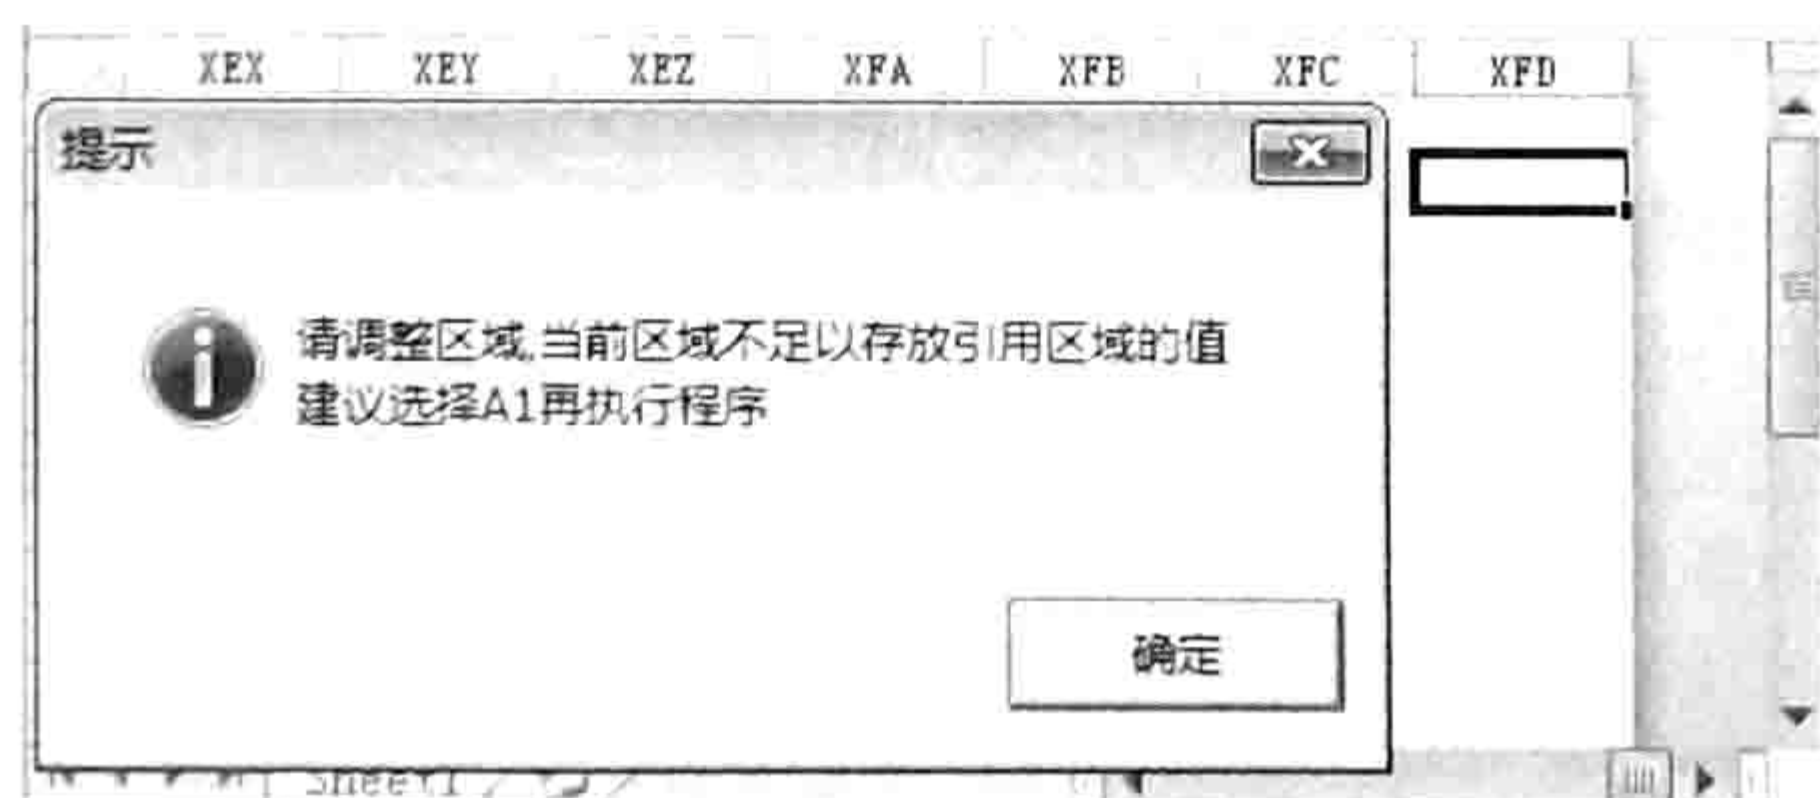 XEX XEY XEZ XFA XFB XFC XFD
提示
请调整区域,当前区域不足以存放引用区域的值
建议选择A1再执行程序
确定
Sheet1